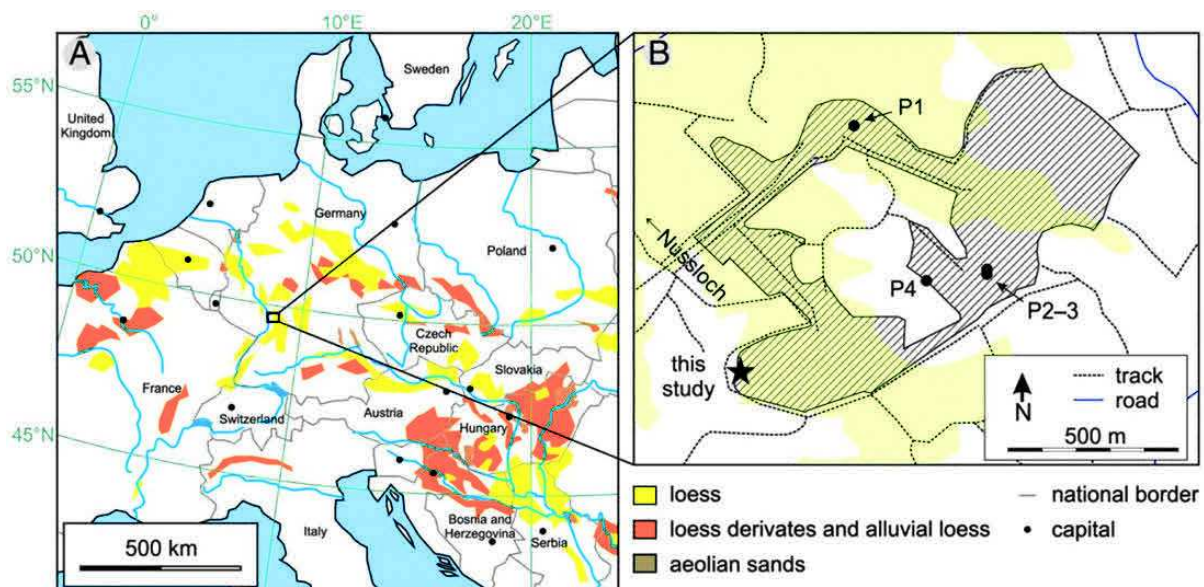 0°
10°E
20°E
A
Sweden
55°N
United
Kingdom
Germany
Poland
50°N
Czech
Republic
Slovakia
France
Austria
Switzerland
Hungary
45°N
Bosnia and
Herzegovina
Serbia
Italy
500 km
B
P1
←Nussloch
P4
P2–3
this
study
N
track
road
500 m
loess
loess derivates and alluvial loess
aeolian sands
national border
capital